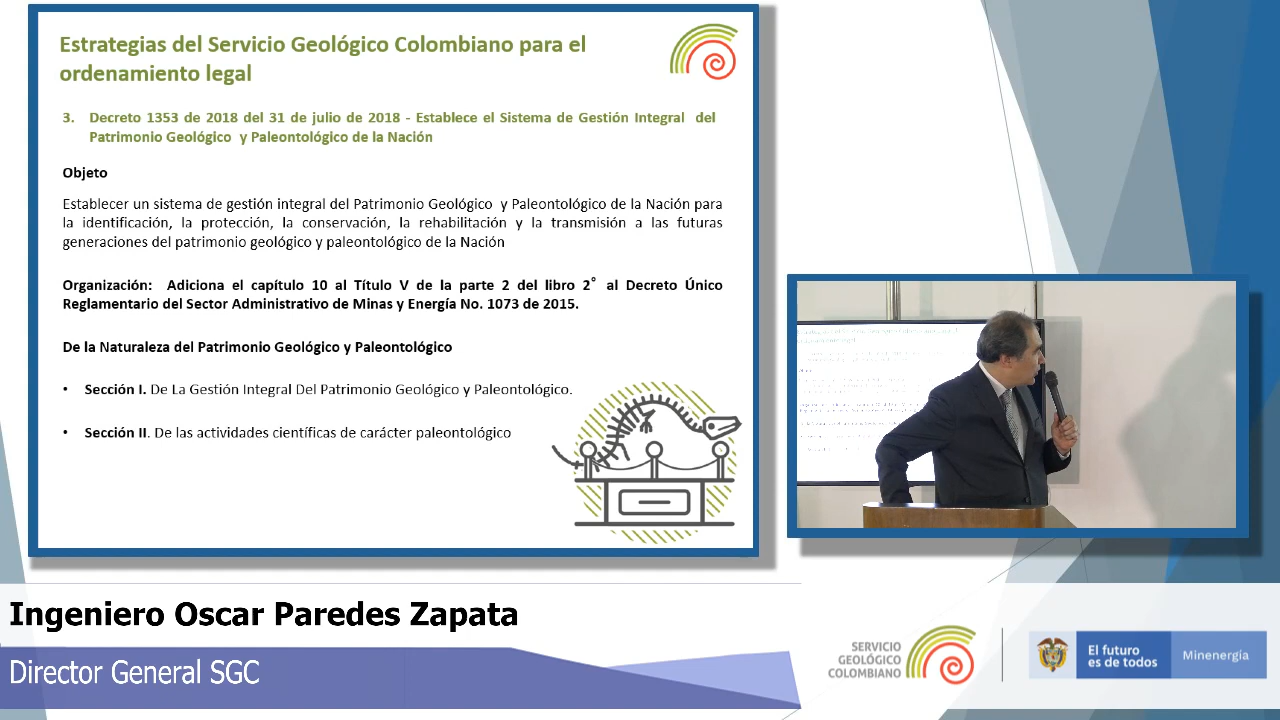 Estrategias del Servicio Geológico Colombiano para el
ordenamiento legal
3. Decreto 1353 de 2018 del 31 de julio de 2018 - Establece el Sistema de Gestión Integral del
Patrimonio Geológico y Paleontológico de la Nación
Objeto
Establecer un sistema de gestión integral del Patrimonio Geológico y Paleontológico de la Nación para
la identificación, la protección, la conservación, la rehabilitación y la transmisión a las futuras
generaciones del patrimonio geológico y paleontológico de la Nación
Organización: Adiciona el capítulo 10 al Título V de la parte 2 del libro 2° al Decreto Único
Reglamentario del Sector Administrativo de Minas y Energía No. 1073 de 2015.
De la Naturaleza del Patrimonio Geológico y Paleontológico
• Sección I. De La Gestión Integral Del Patrimonio Geológico y Paleontológico.
• Sección II. De las actividades científicas de carácter paleontológico
Ingeniero Oscar Paredes Zapata
Director General SGC
SERVICIO
GEOLÓGICO
COLOMBIANO
El futuro
es de todos
Minenergía